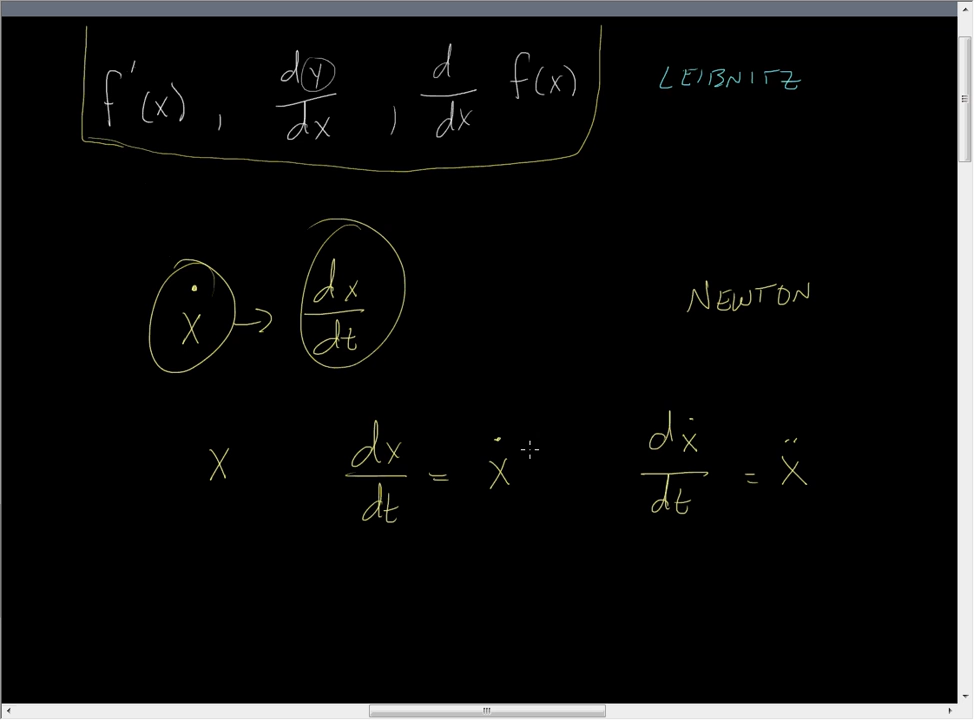 f'(x) , dy/dx , d/dx f(x) LEIBNITZ
ẋ → dx/dt NEWTON
x dx/dt = ẋ dẋ/dt = ẍ